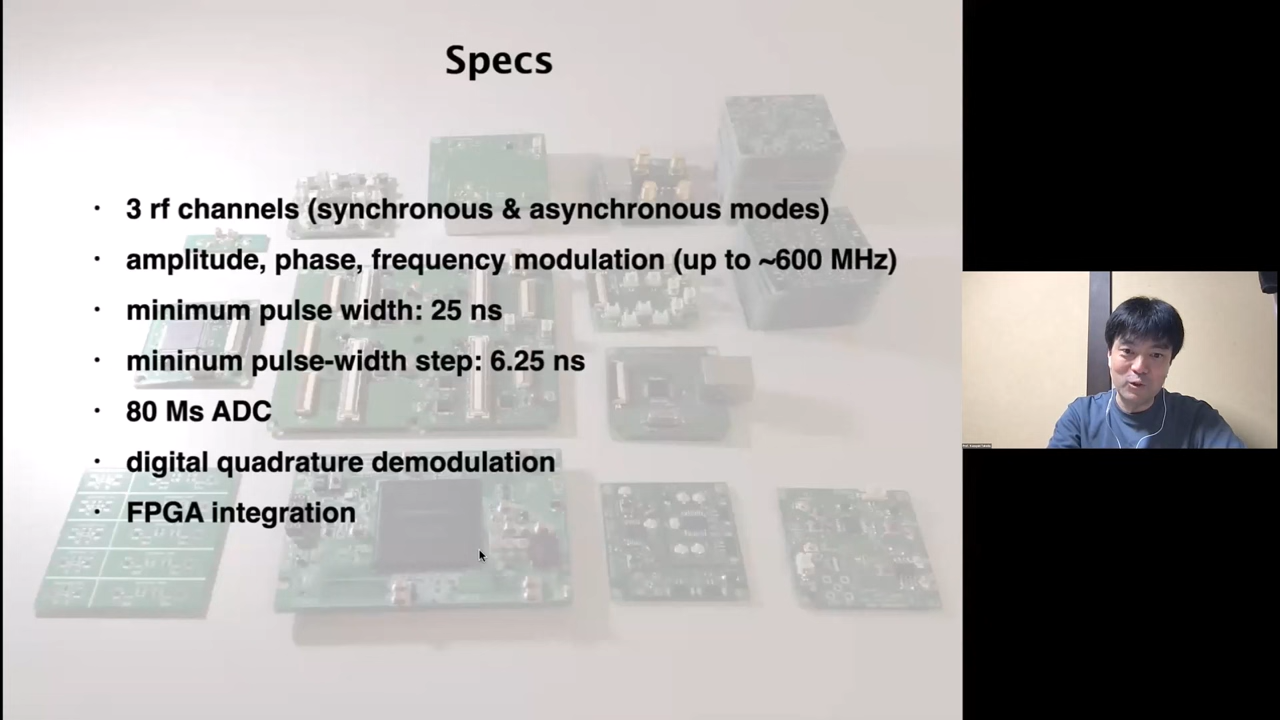 Specs
· 3 rf channels (synchronous & asynchronous modes)
· amplitude, phase, frequency modulation (up to ~600 MHz)
· minimum pulse width: 25 ns
· mininum pulse-width step: 6.25 ns
· 80 Ms ADC
· digital quadrature demodulation
· FPGA integration